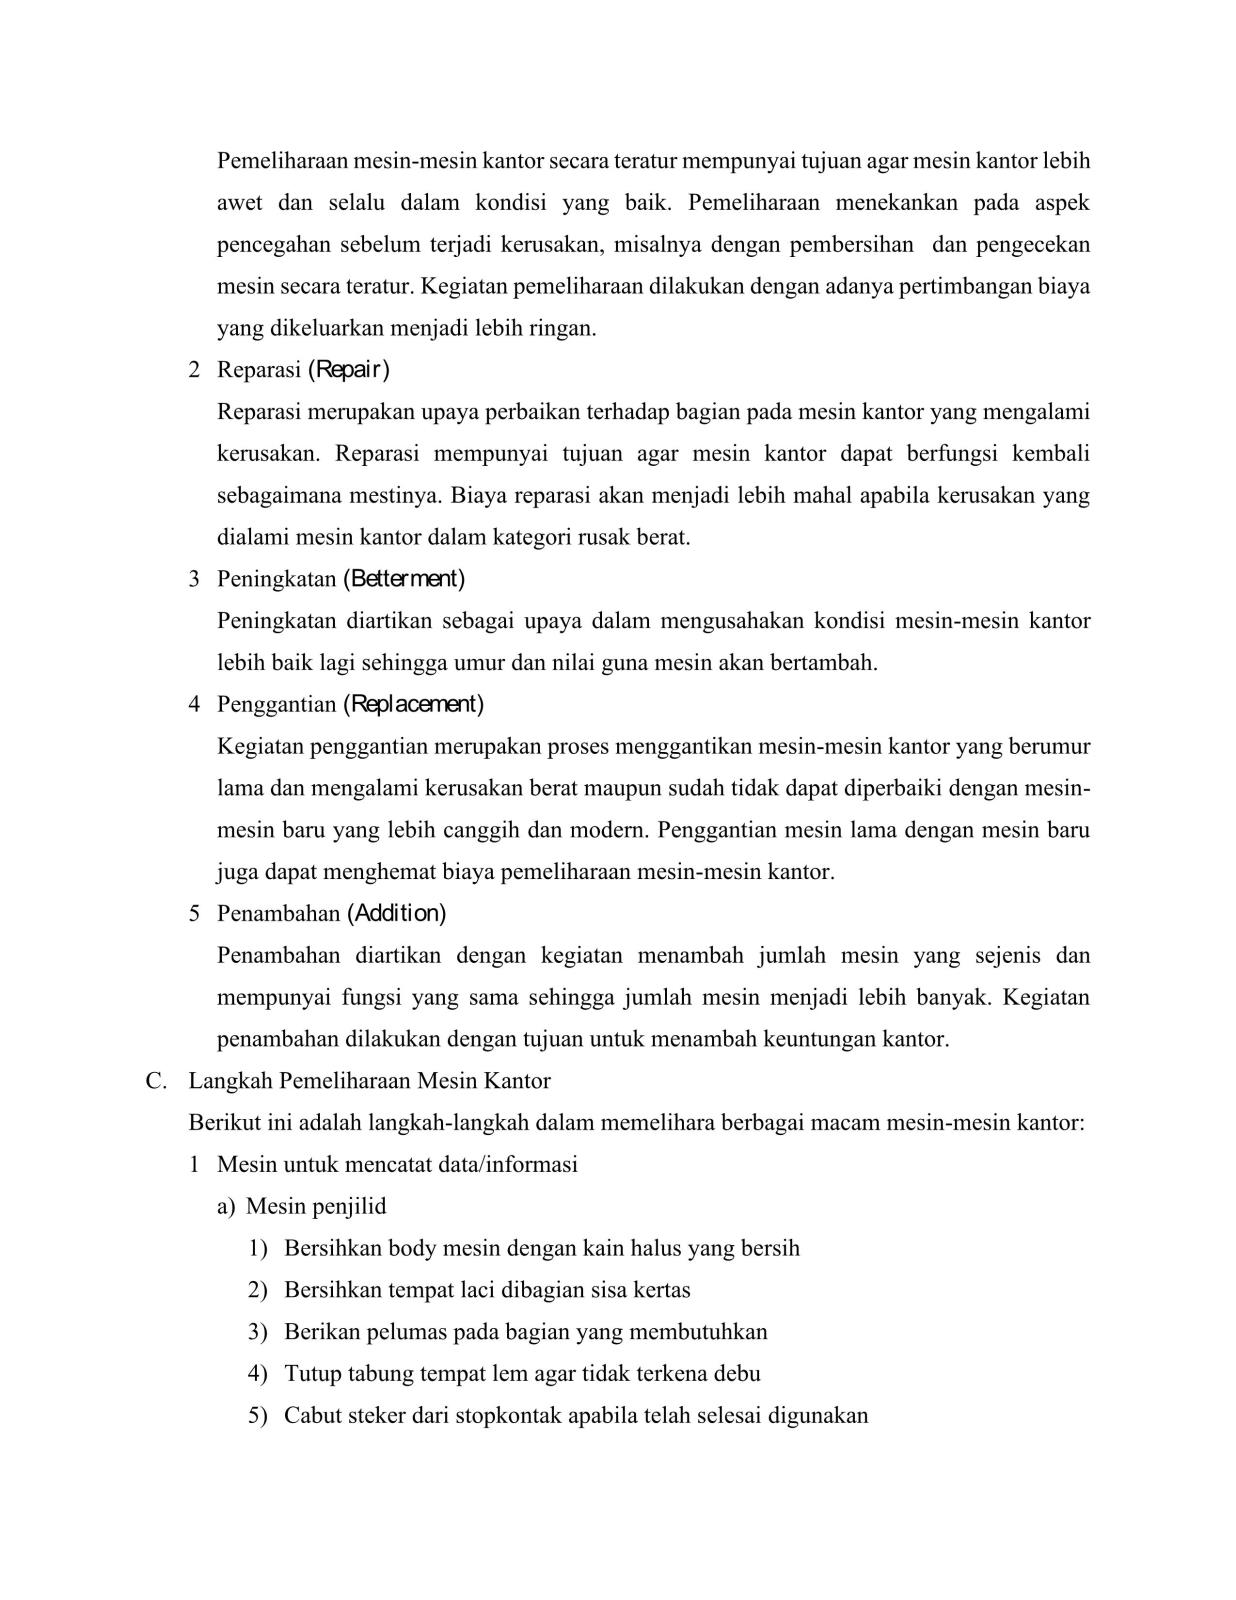 Pemeliharaan mesin-mesin kantor secara teratur mempunyai tujuan agar mesin kantor lebih
awet dan selalu dalam kondisi yang baik. Pemeliharaan menekankan pada aspek
pencegahan sebelum terjadi kerusakan, misalnya dengan pembersihan dan pengecekan
mesin secara teratur. Kegiatan pemeliharaan dilakukan dengan adanya pertimbangan biaya
yang dikeluarkan menjadi lebih ringan.
2 Reparasi (Repair)
Reparasi merupakan upaya perbaikan terhadap bagian pada mesin kantor yang mengalami
kerusakan. Reparasi mempunyai tujuan agar mesin kantor dapat berfungsi kembali
sebagaimana mestinya. Biaya reparasi akan menjadi lebih mahal apabila kerusakan yang
dialami mesin kantor dalam kategori rusak berat.
3 Peningkatan (Betterment)
Peningkatan diartikan sebagai upaya dalam mengusahakan kondisi mesin-mesin kantor
lebih baik lagi sehingga umur dan nilai guna mesin akan bertambah.
4 Penggantian (Replacement)
Kegiatan penggantian merupakan proses menggantikan mesin-mesin kantor yang berumur
lama dan mengalami kerusakan berat maupun sudah tidak dapat diperbaiki dengan mesin-
mesin baru yang lebih canggih dan modern. Penggantian mesin lama dengan mesin baru
juga dapat menghemat biaya pemeliharaan mesin-mesin kantor.
5 Penambahan (Addition)
Penambahan diartikan dengan kegiatan menambah jumlah mesin yang sejenis dan
mempunyai fungsi yang sama sehingga jumlah mesin menjadi lebih banyak. Kegiatan
penambahan dilakukan dengan tujuan untuk menambah keuntungan kantor.
C. Langkah Pemeliharaan Mesin Kantor
Berikut ini adalah langkah-langkah dalam memelihara berbagai macam mesin-mesin kantor:
1 Mesin untuk mencatat data/informasi
a) Mesin penjilid
1) Bersihkan body mesin dengan kain halus yang bersih
2) Bersihkan tempat laci dibagian sisa kertas
3) Berikan pelumas pada bagian yang membutuhkan
4) Tutup tabung tempat lem agar tidak terkena debu
5) Cabut steker dari stopkontak apabila telah selesai digunakan